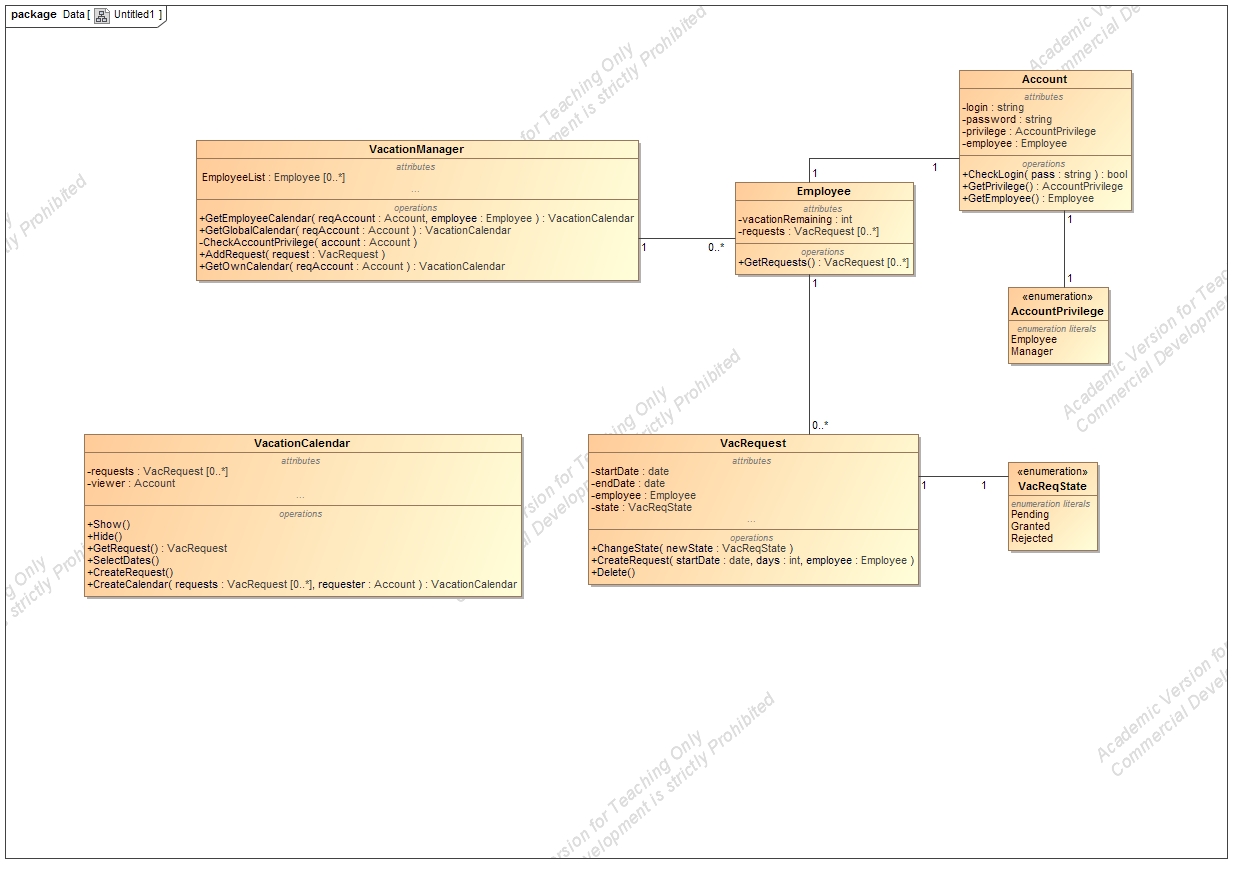 package Data [ Untitled1 ]
Academic Version for Teaching Only
Commercial Development is strictly Prohibited
VacationManager
attributes
EmployeeList : Employee [0..*]
...
operations
+GetEmployeeCalendar( reqAccount : Account, employee : Employee ) : VacationCalendar
+GetGlobalCalendar( reqAccount : Account ) : VacationCalendar
-CheckAccountPrivilege( account : Account )
+AddRequest( request : VacRequest )
+GetOwnCalendar( reqAccount : Account ) : VacationCalendar
1
0..*
Employee
attributes
-vacationRemaining : int
-requests : VacRequest [0..*]
operations
+GetRequests() : VacRequest [0..*]
1
1
Account
attributes
-login : string
-password : string
-privilege : AccountPrivilege
-employee : Employee
operations
+CheckLogin( pass : string ) : bool
+GetPrivilege() : AccountPrivilege
+GetEmployee() : Employee
1
1
«enumeration»
AccountPrivilege
enumeration literals
Employee
Manager
1
0..*
VacationCalendar
attributes
-requests : VacRequest [0..*]
-viewer : Account
...
operations
+Show()
+Hide()
+GetRequest() : VacRequest
+SelectDates()
+CreateRequest()
+CreateCalendar( requests : VacRequest [0..*], requester : Account ) : VacationCalendar
VacRequest
attributes
-startDate : date
-endDate : date
-employee : Employee
-state : VacReqState
...
operations
+ChangeState( newState : VacReqState )
+CreateRequest( startDate : date, days : int, employee : Employee )
+Delete()
1
1
«enumeration»
VacReqState
enumeration literals
Pending
Granted
Rejected